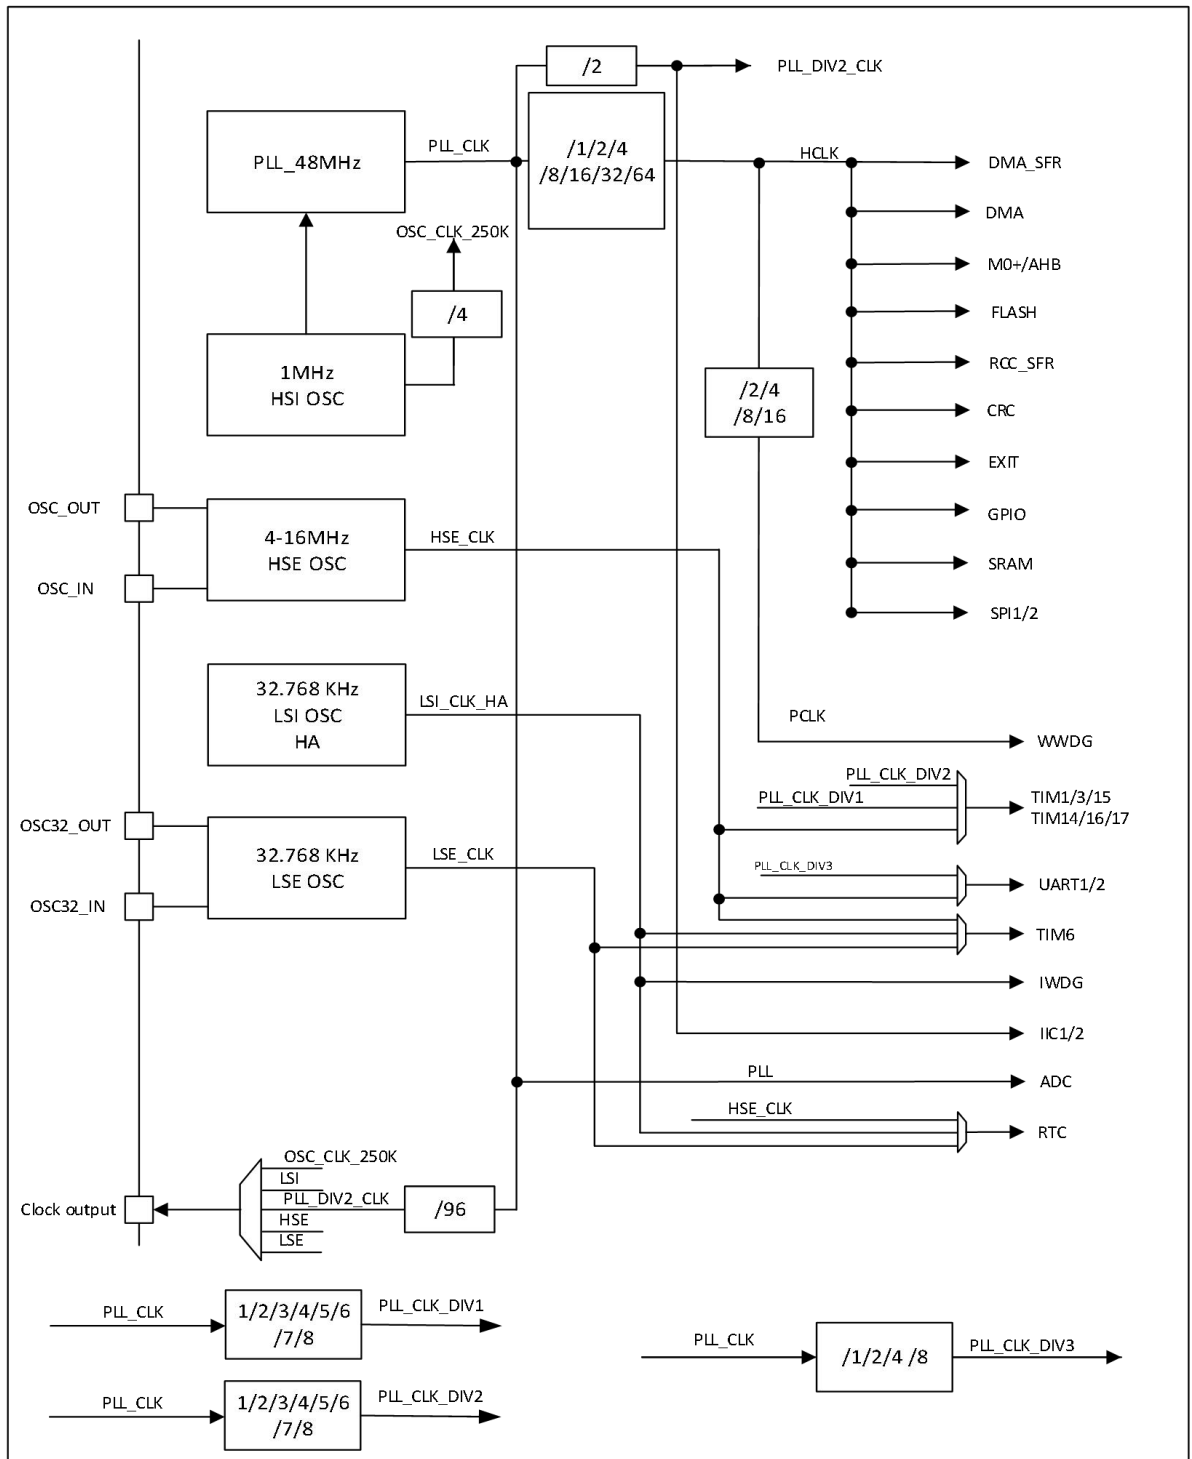 /2
PLL_DIV2_CLK
PLL_48MHz
PLL_CLK
/1/2/4
/8/16/32/64
HCLK
DMA_SFR
DMA
OSC_CLK_250K
M0+/AHB
/4
FLASH
1MHz
HSI OSC
RCC_SFR
/2/4
/8/16
CRC
EXIT
OSC_OUT
GPIO
4-16MHz
HSE OSC
HSE_CLK
SRAM
OSC_IN
SPI1/2
32.768 KHz
LSI OSC
HA
LSI_CLK_HA
PCLK
WWDG
PLL_CLK_DIV2
PLL_CLK_DIV1
TIM1/3/15
TIM14/16/17
OSC32_OUT
32.768 KHz
LSE OSC
LSE_CLK
PLL_CLK_DIV3
UART1/2
OSC32_IN
TIM6
IWDG
IIC1/2
PLL
ADC
HSE_CLK
RTC
OSC_CLK_250K
LSI
PLL_DIV2_CLK
/96
Clock output
HSE
LSE
PLL_CLK
1/2/3/4/5/6
/7/8
PLL_CLK_DIV1
PLL_CLK
/1/2/4 /8
PLL_CLK_DIV3
PLL_CLK
1/2/3/4/5/6
/7/8
PLL_CLK_DIV2